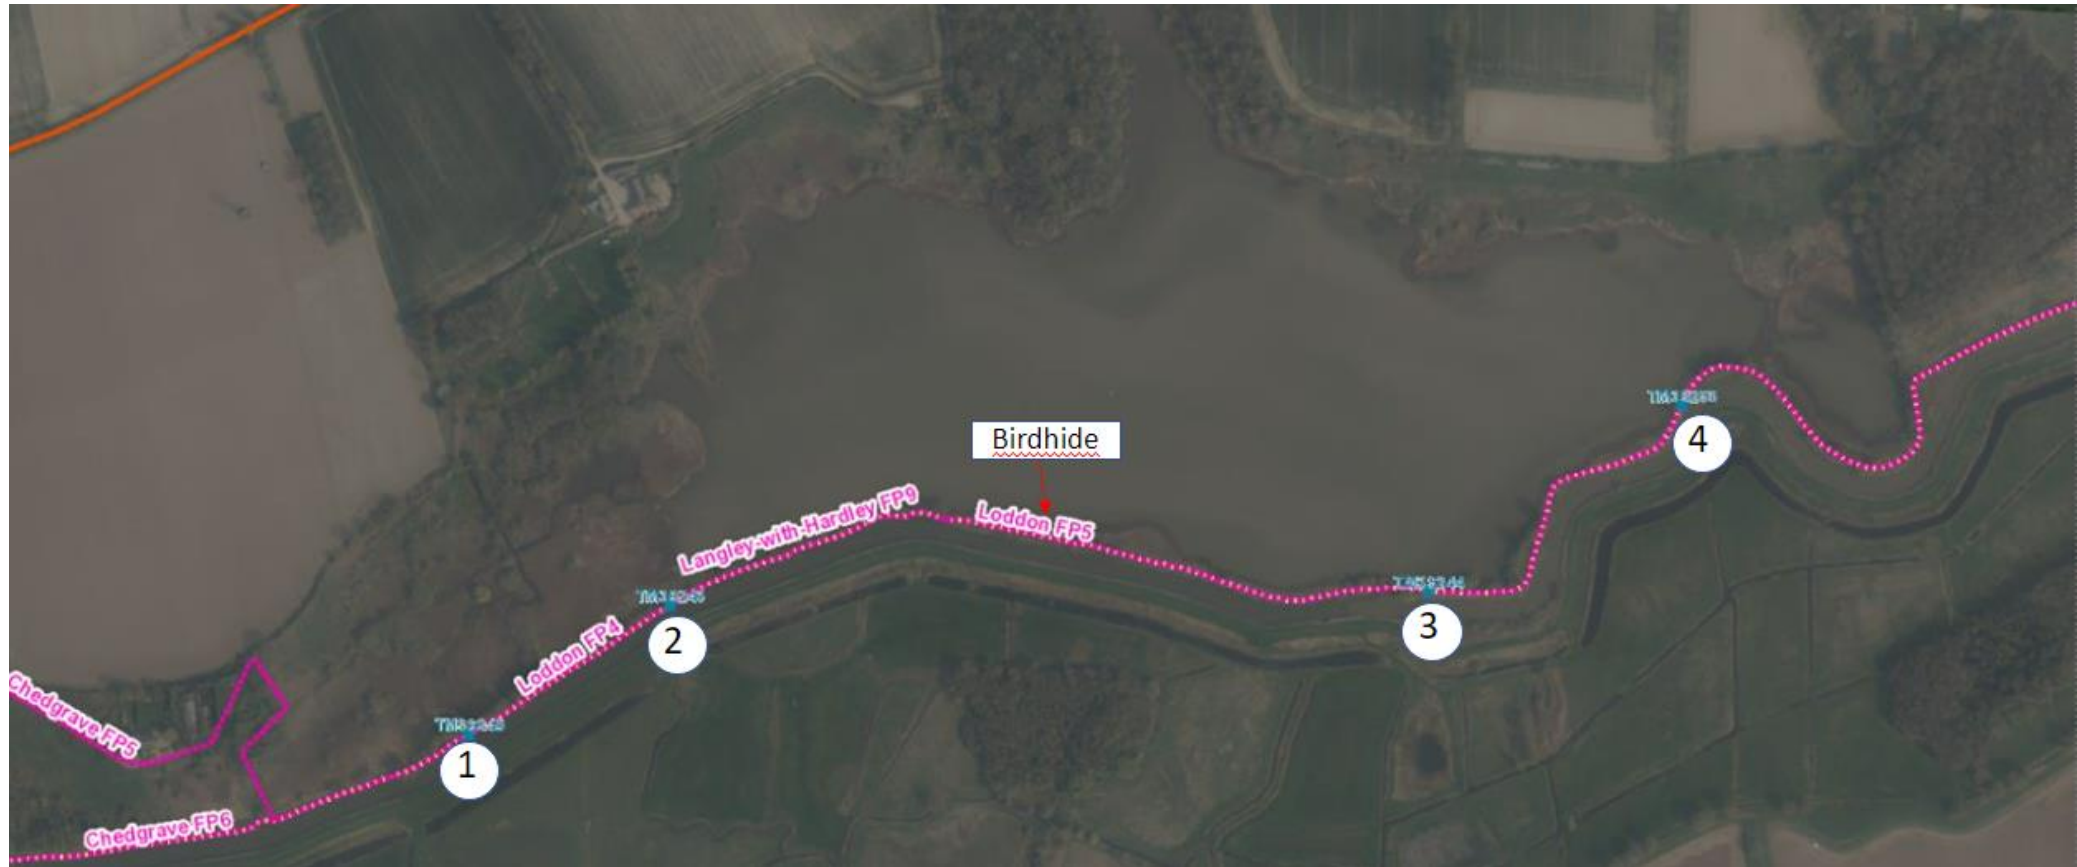 Birdhide
4
Langley-with-Hardley FP9
Loddon FP5
3
2
Loddon FP4
Chedgrave FP5
1
Chedgrave FP6